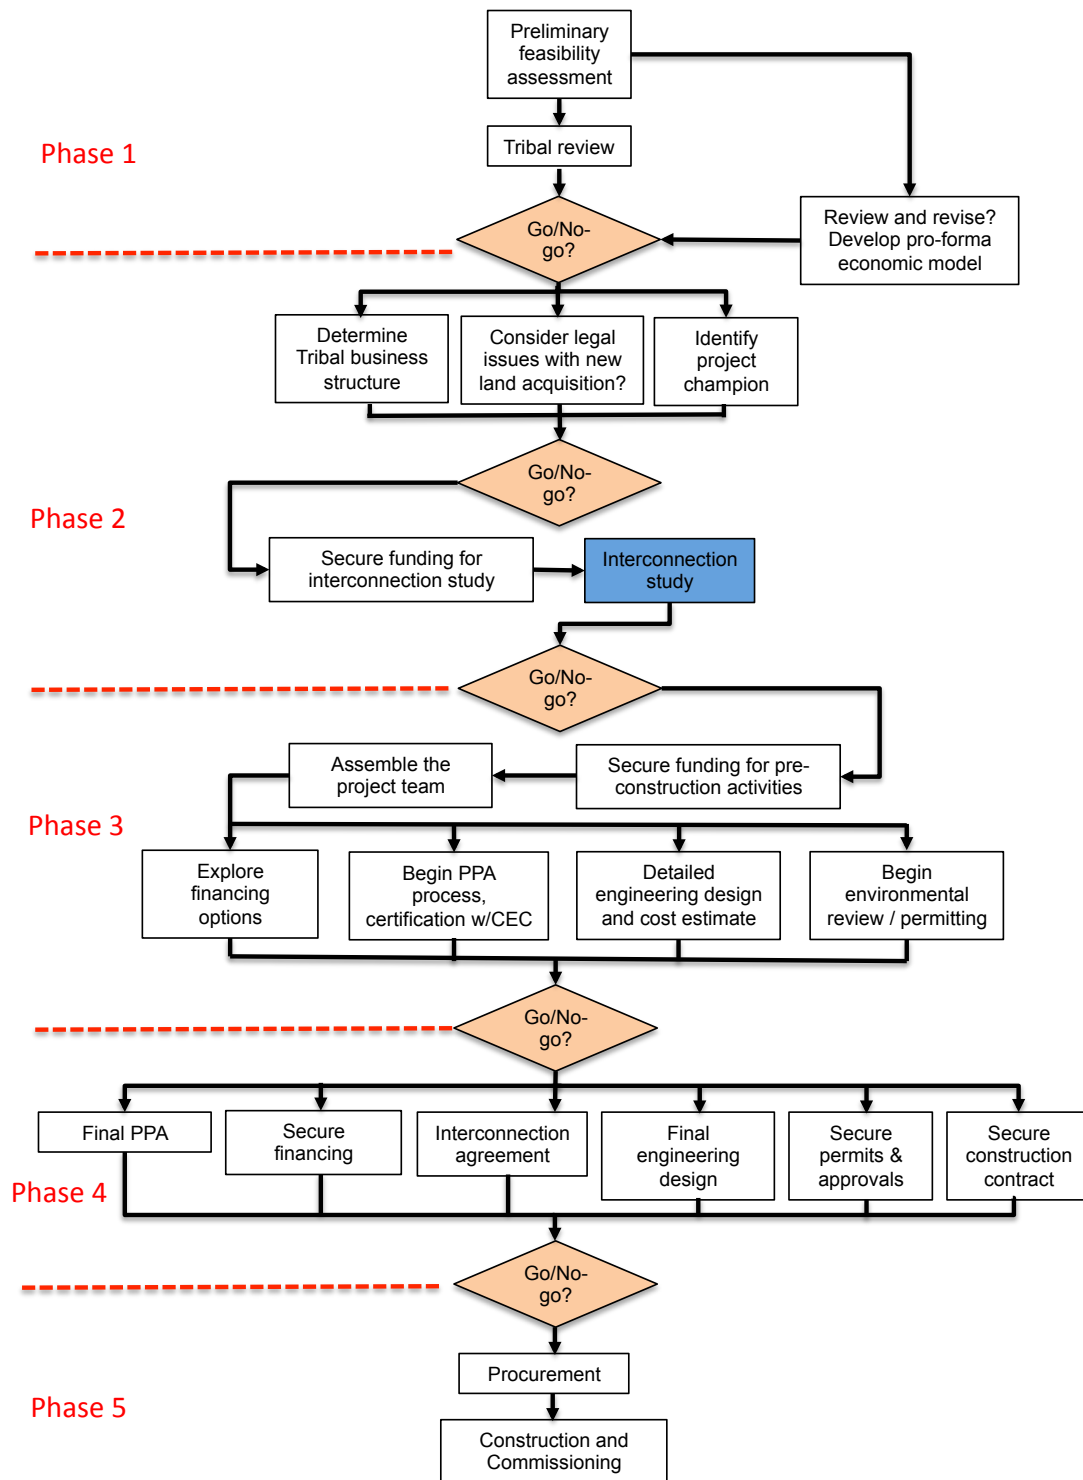 Preliminary
feasibility
assessment
Phase 1
Tribal review
Go/No-
go?
Review and revise?
Develop pro-forma
economic model
Determine
Tribal business
structure
Consider legal
issues with new
land acquisition?
Identify
project
champion
Go/No-
go?
Phase 2
Secure funding for
interconnection study
Interconnection
study
Go/No-
go?
Assemble the
project team
Secure funding for pre-
construction activities
Phase 3
Explore
financing
options
Begin PPA
process,
certification w/CEC
Detailed
engineering design
and cost estimate
Begin
environmental
review / permitting
Go/No-
go?
Final PPA
Secure
financing
Interconnection
agreement
Final
engineering
design
Secure
permits &
approvals
Secure
construction
contract
Phase 4
Go/No-
go?
Procurement
Phase 5
Construction and
Commissioning